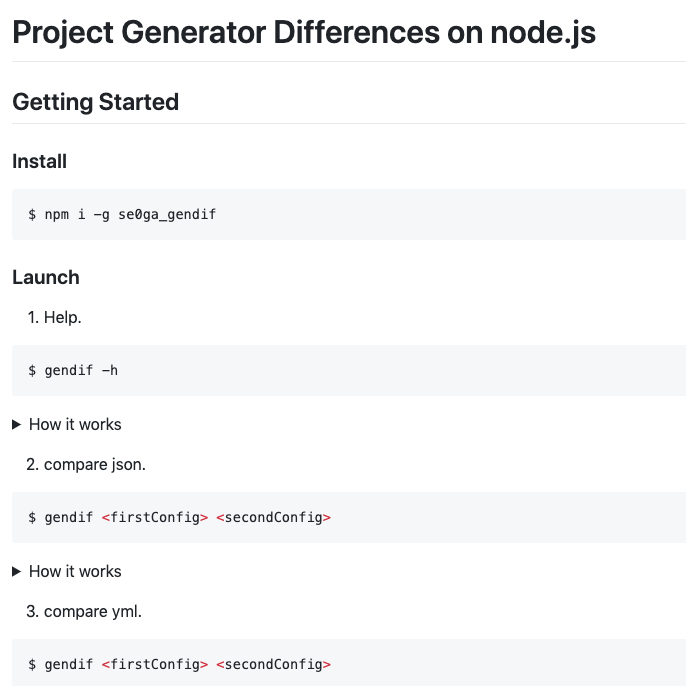 Project Generator Differences on node.js
Getting Started
Install
$ npm i -g se0ga_gendif
Launch
1. Help.
$ gendif -h
How it works
2. compare json.
$ gendif <firstConfig> <secondConfig>
How it works
3. compare yml.
$ gendif <firstConfig> <secondConfig>